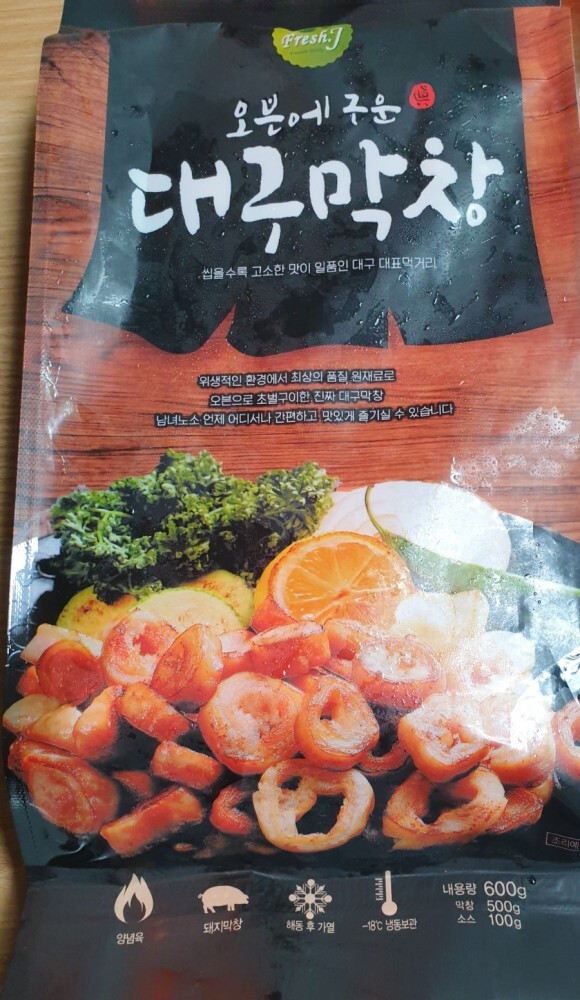 Fresh.J
오븐에 구운
대구막창
씹을수록 고소한 맛이 일품인 대구 대표먹거리
위생적인 환경에서 최상의 품질 원재료로
오븐으로 초벌구이한 진짜 대구막창
남녀노소 언제 어디서나 간편하고 맛있게 즐기실 수 있습니다
조리예
양념육
돼지막창
해동 후 가열
-18℃ 냉동보관
내용량 600g
막창 500g
소스 100g